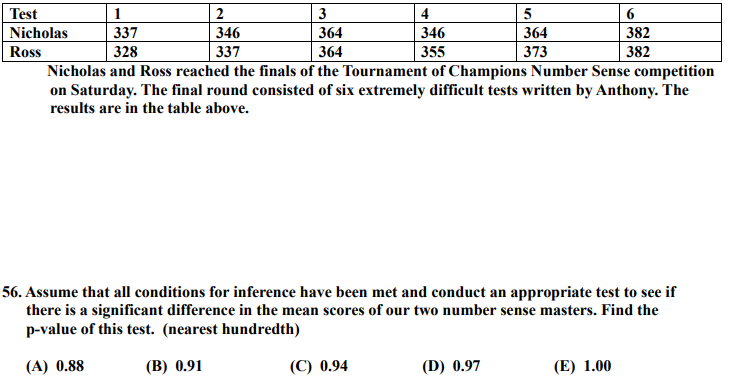 Test 1 2 3 4 5 6
Nicholas 337 346 364 346 364 382
Ross 328 337 364 355 373 382
Nicholas and Ross reached the finals of the Tournament of Champions Number Sense competition
on Saturday. The final round consisted of six extremely difficult tests written by Anthony. The
results are in the table above.
56. Assume that all conditions for inference have been met and conduct an appropriate test to see if
there is a significant difference in the mean scores of our two number sense masters. Find the
p-value of this test. (nearest hundredth)
(A) 0.88 (B) 0.91 (C) 0.94 (D) 0.97 (E) 1.00